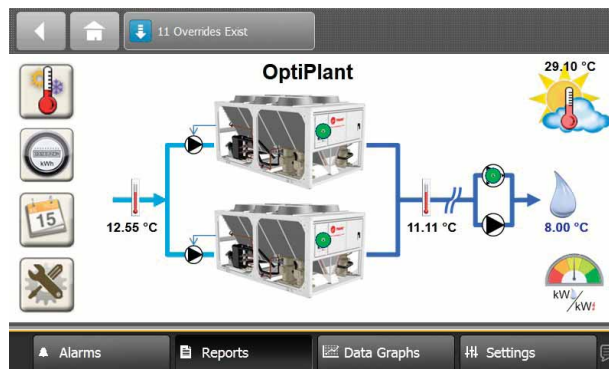 11 Overrides Exist
OptiPlant
29.10 °C
kWh
15
12.55 °C
11.11 °C
8.00 °C
kW/kW
Alarms
Reports
Data Graphs
Settings